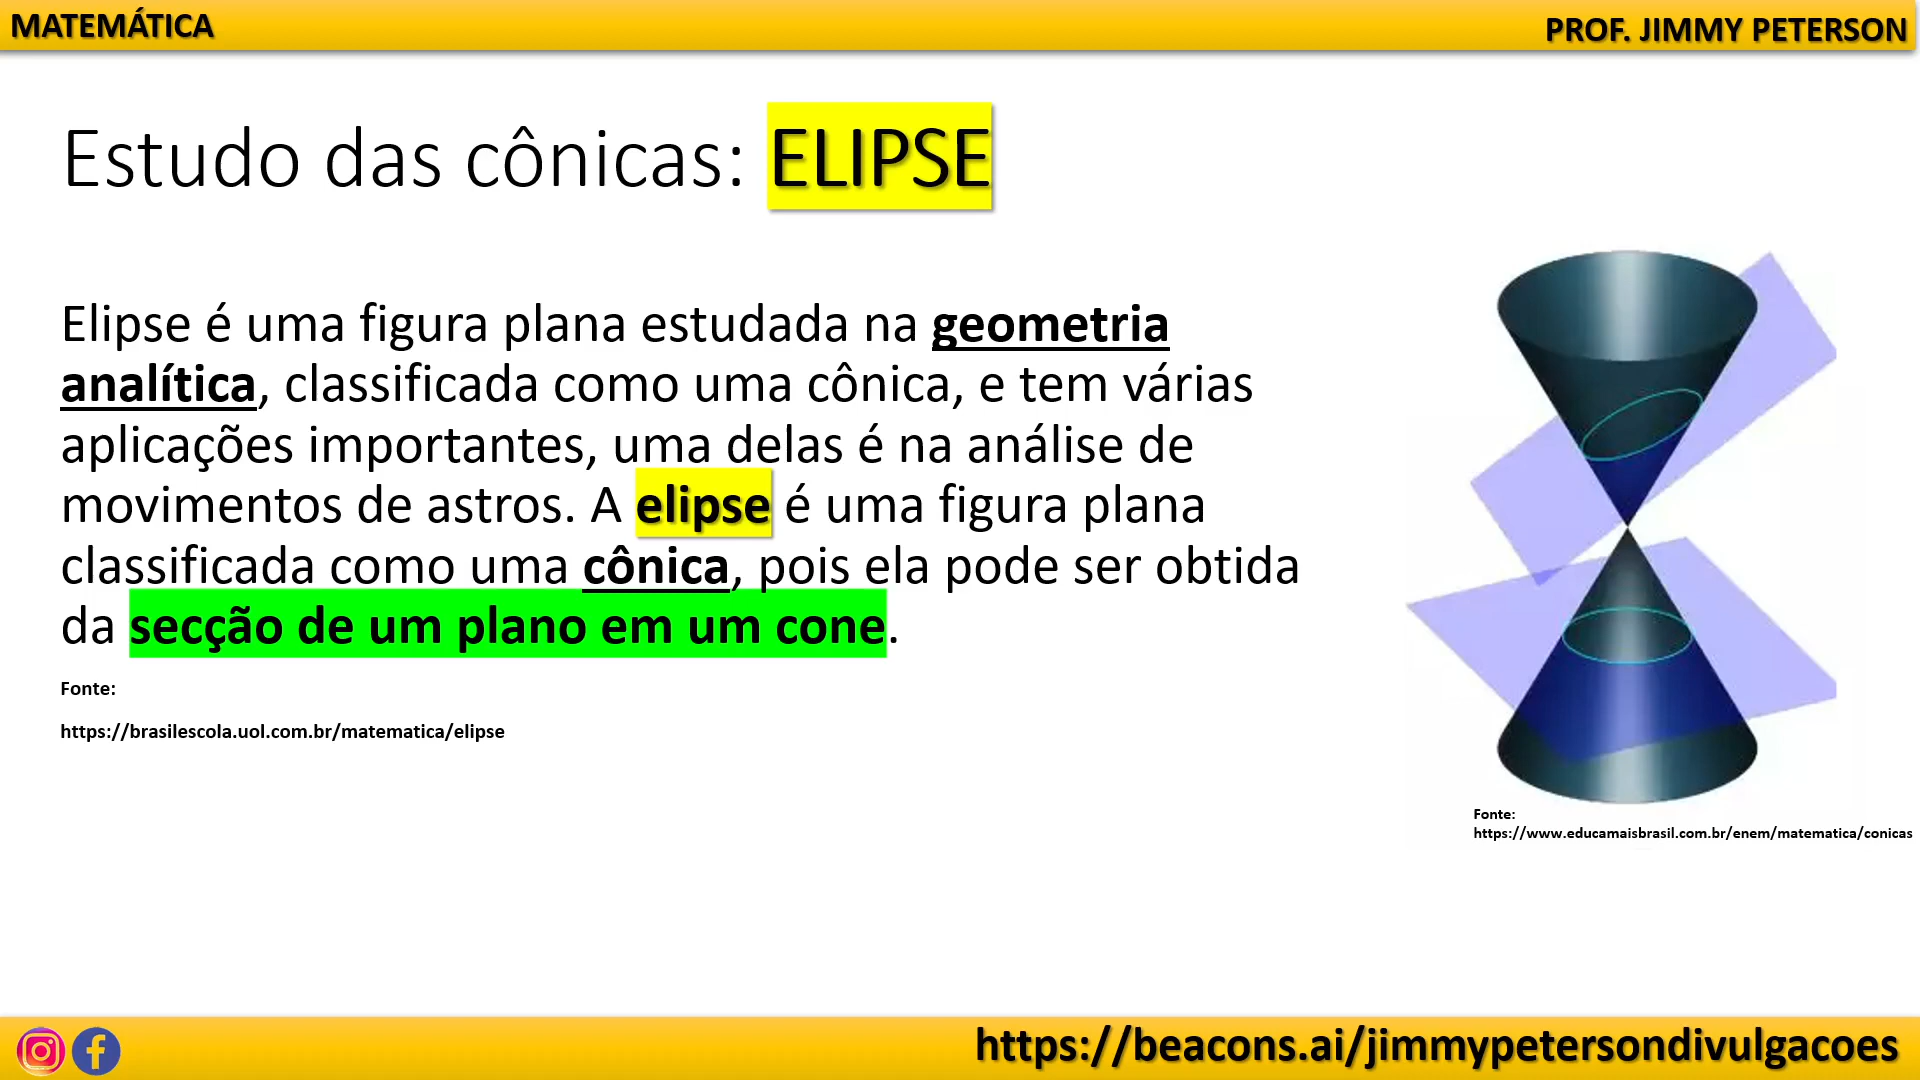 MATEMÁTICA
PROF. JIMMY PETERSON
Estudo das cônicas: ELIPSE
Elipse é uma figura plana estudada na geometria
analítica, classificada como uma cônica, e tem várias
aplicações importantes, uma delas é na análise de
movimentos de astros. A elipse é uma figura plana
classificada como uma cônica, pois ela pode ser obtida
da secção de um plano em um cone.
Fonte:
https://brasilescola.uol.com.br/matematica/elipse
Fonte:
https://www.educamaisbrasil.com.br/enem/matematica/conicas
https://beacons.ai/jimmypetersondivulgacoes